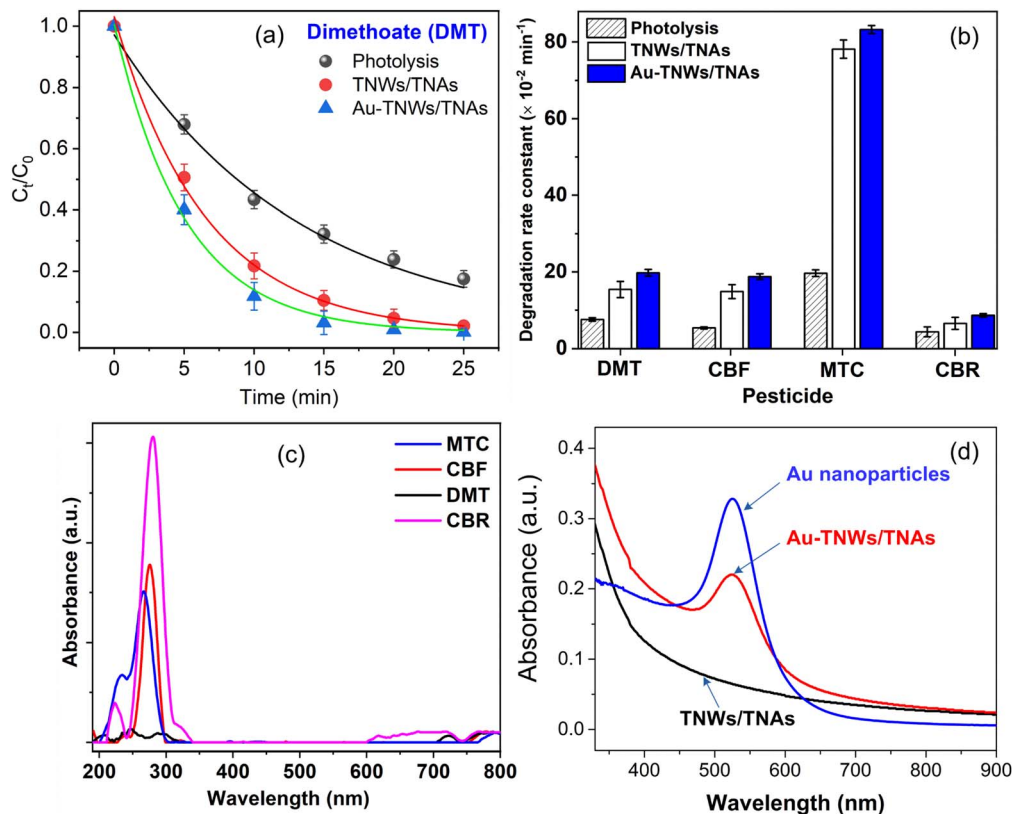 (a)
Dimethoate (DMT)
Photolysis
TNWs/TNAs
Au-TNWs/TNAs
1.0
0.8
0.6
0.4
0.2
0.0
Cₜ/C₀
0 5 10 15 20 25
Time (min)
(b)
Photolysis
TNWs/TNAs
Au-TNWs/TNAs
80
60
40
20
0
Degradation rate constant (× 10⁻² min⁻¹)
DMT CBF MTC CBR
Pesticide
(c)
MTC
CBF
DMT
CBR
Absorbance (a.u.)
200 300 400 500 600 700 800
Wavelength (nm)
(d)
Au nanoparticles
Au-TNWs/TNAs
TNWs/TNAs
0.4
0.3
0.2
0.1
0.0
Absorbance (a.u.)
400 500 600 700 800 900
Wavelength (nm)